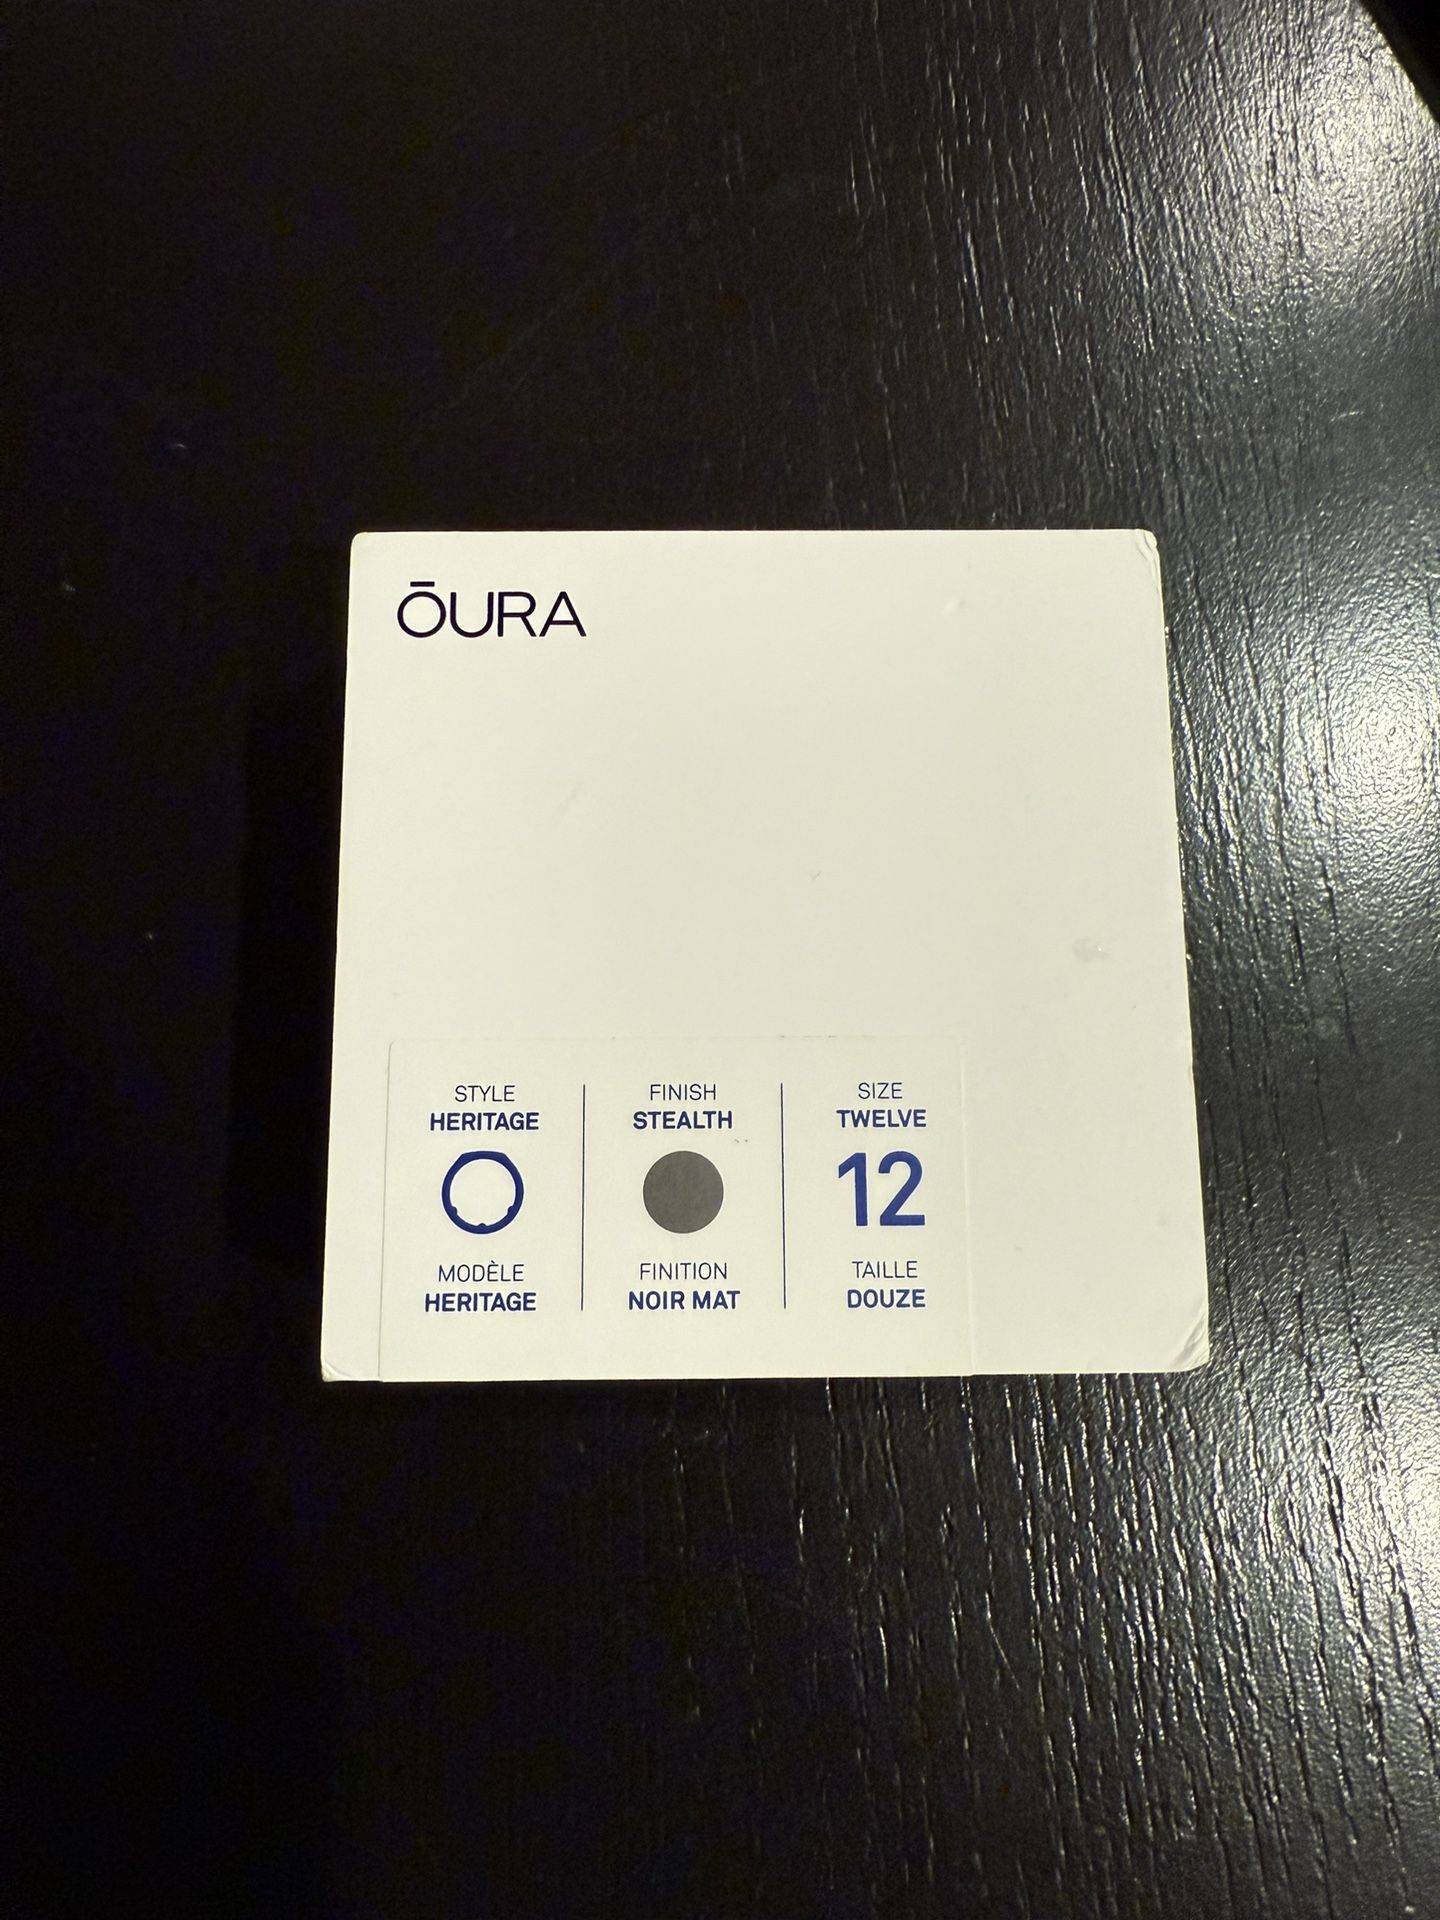 ŌURA
STYLE
HERITAGE
MODÈLE
HERITAGE
FINISH
STEALTH
FINITION
NOIR MAT
SIZE
TWELVE
12
TAILLE
DOUZE